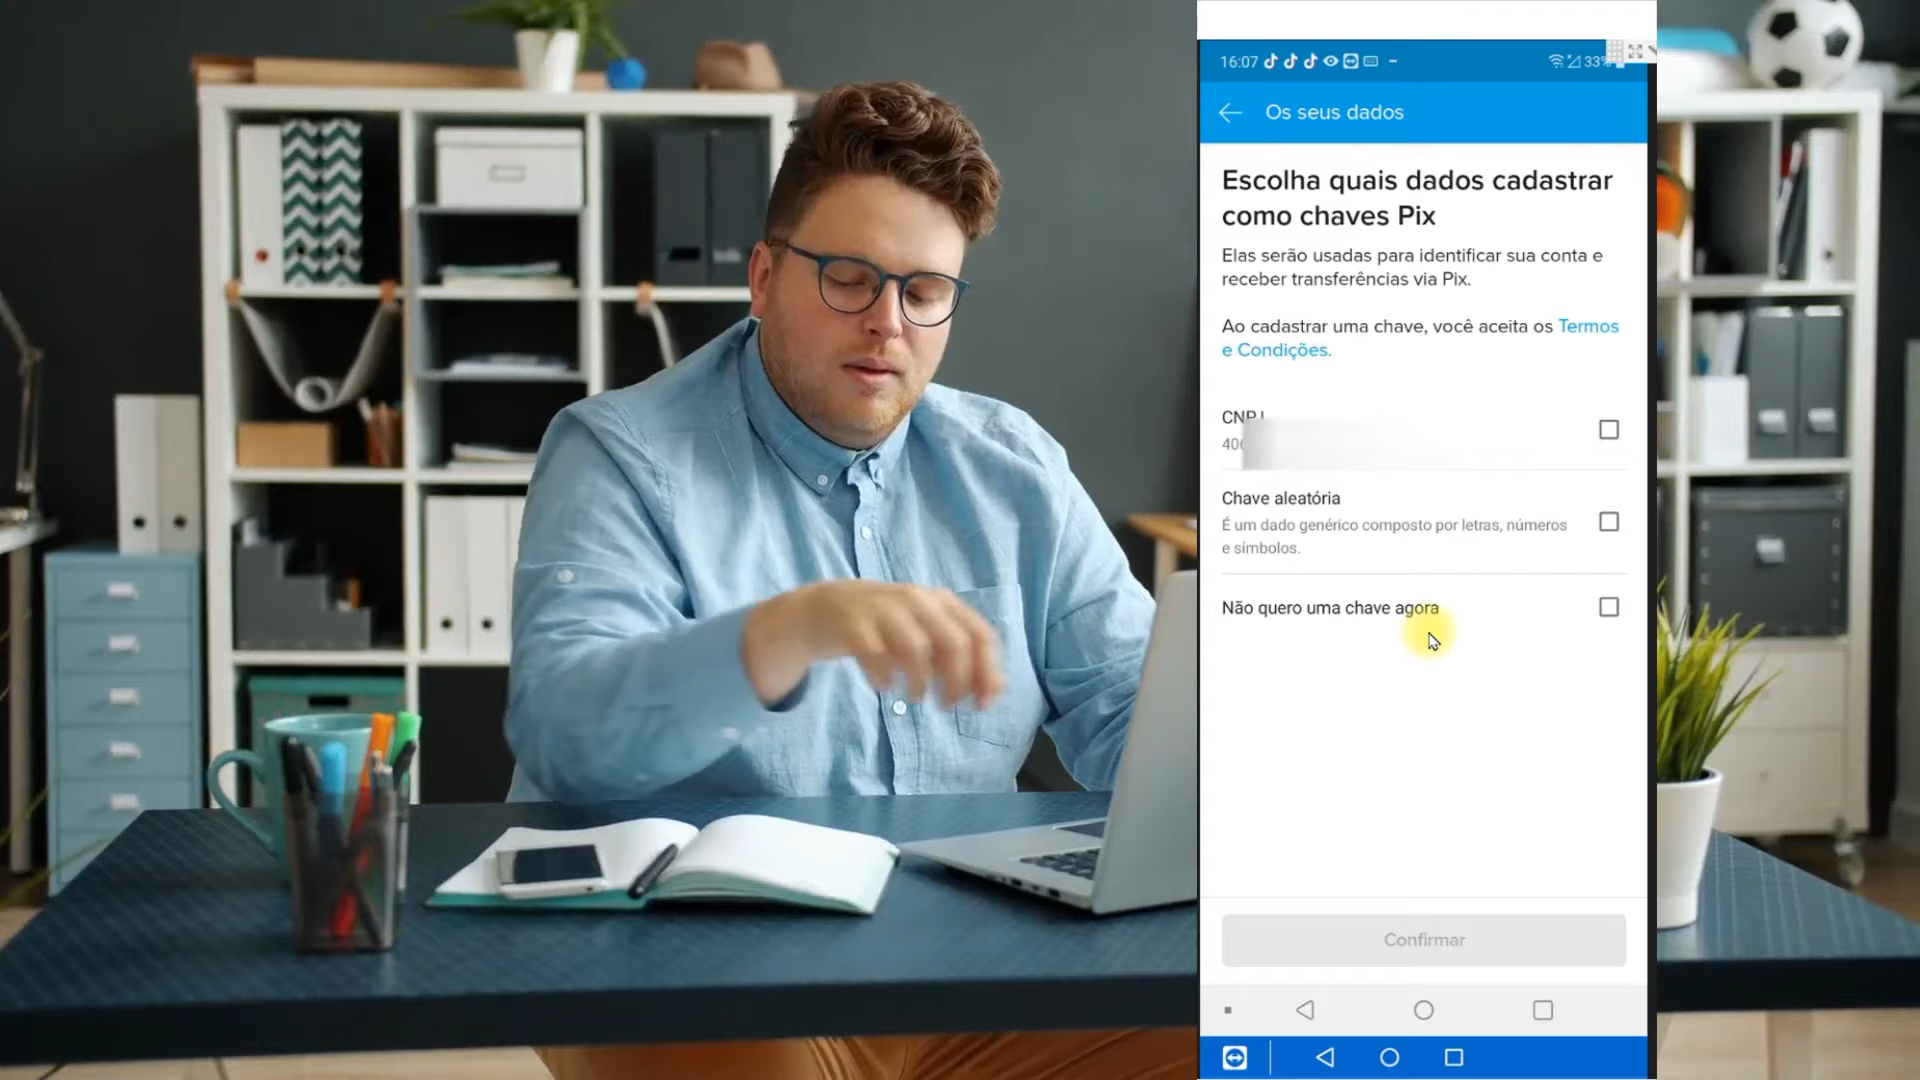 16:07
33%
Os seus dados
Escolha quais dados cadastrar
como chaves Pix
Elas serão usadas para identificar sua conta e
receber transferências via Pix.
Ao cadastrar uma chave, você aceita os Termos
e Condições.
CNPJ
406
Chave aleatória
É um dado genérico composto por letras, números
e símbolos.
Não quero uma chave agora
Confirmar